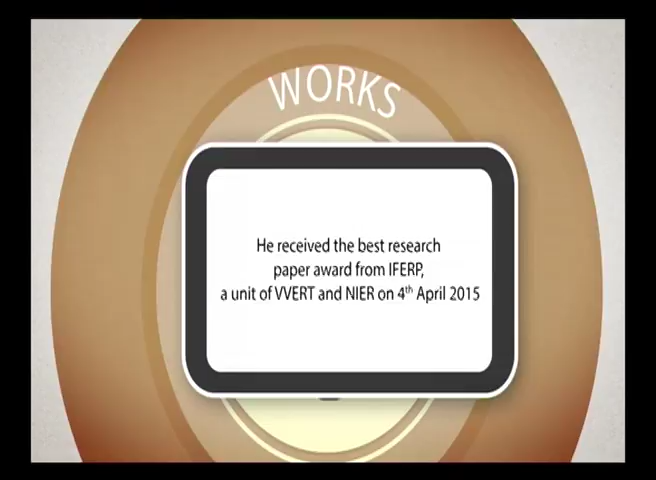 WORKS
He received the best research
paper award from IFERP,
a unit of VVERT and NIER on 4th April 2015